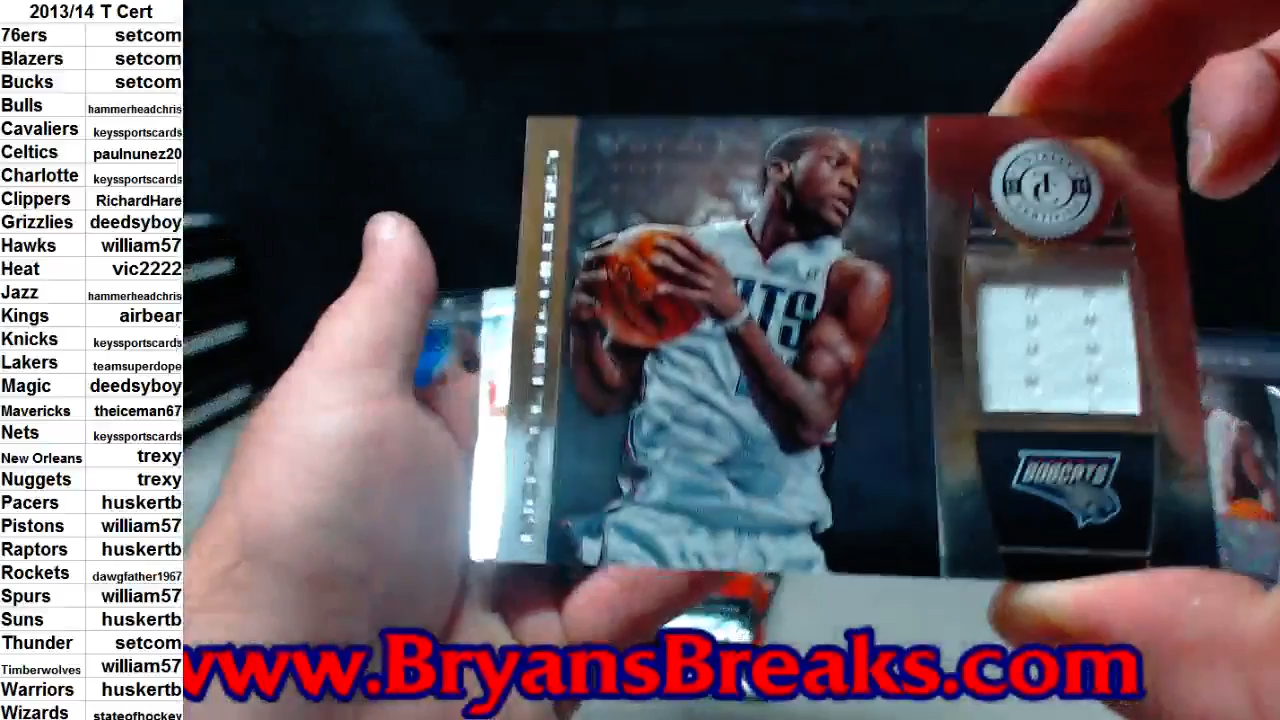 2013/14 T Cert
76ers setcom
Blazers setcom
Bucks setcom
Bulls hammerheadchris
Cavaliers keyssportscards
Celtics paulnunez20
Charlotte keyssportscards
Clippers RichardHare
Grizzlies deedsyboy
Hawks william57
Heat vic2222
Jazz hammerheadchris
Kings airbear
Knicks keyssportscards
Lakers teamsuperdope
Magic deedsyboy
Mavericks theiceman67
Nets keyssportscards
New Orleans trexy
Nuggets trexy
Pacers huskertb
Pistons william57
Raptors huskertb
Rockets dawgfather1967
Spurs william57
Suns huskertb
Thunder setcom
Timberwolves william57
Warriors huskertb
Wizards stateofhockey
BOBCATS
www.BryansBreaks.com